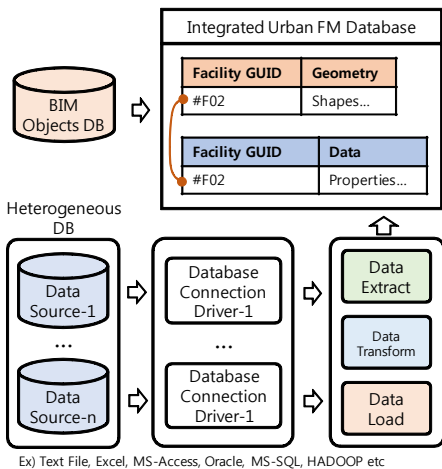 Integrated Urban FM Database
Facility GUID Geometry
#F02 Shapes...
BIM
Objects DB
Facility GUID Data
#F02 Properties...
Heterogeneous
DB
Data
Source-1
...
Data
Source-n
Database
Connection
Driver-1
...
Database
Connection
Driver-1
Data
Extract
Data
Transform
Data
Load
Ex) Text File, Excel, MS-Access, Oracle, MS-SQL, HADOOP etc